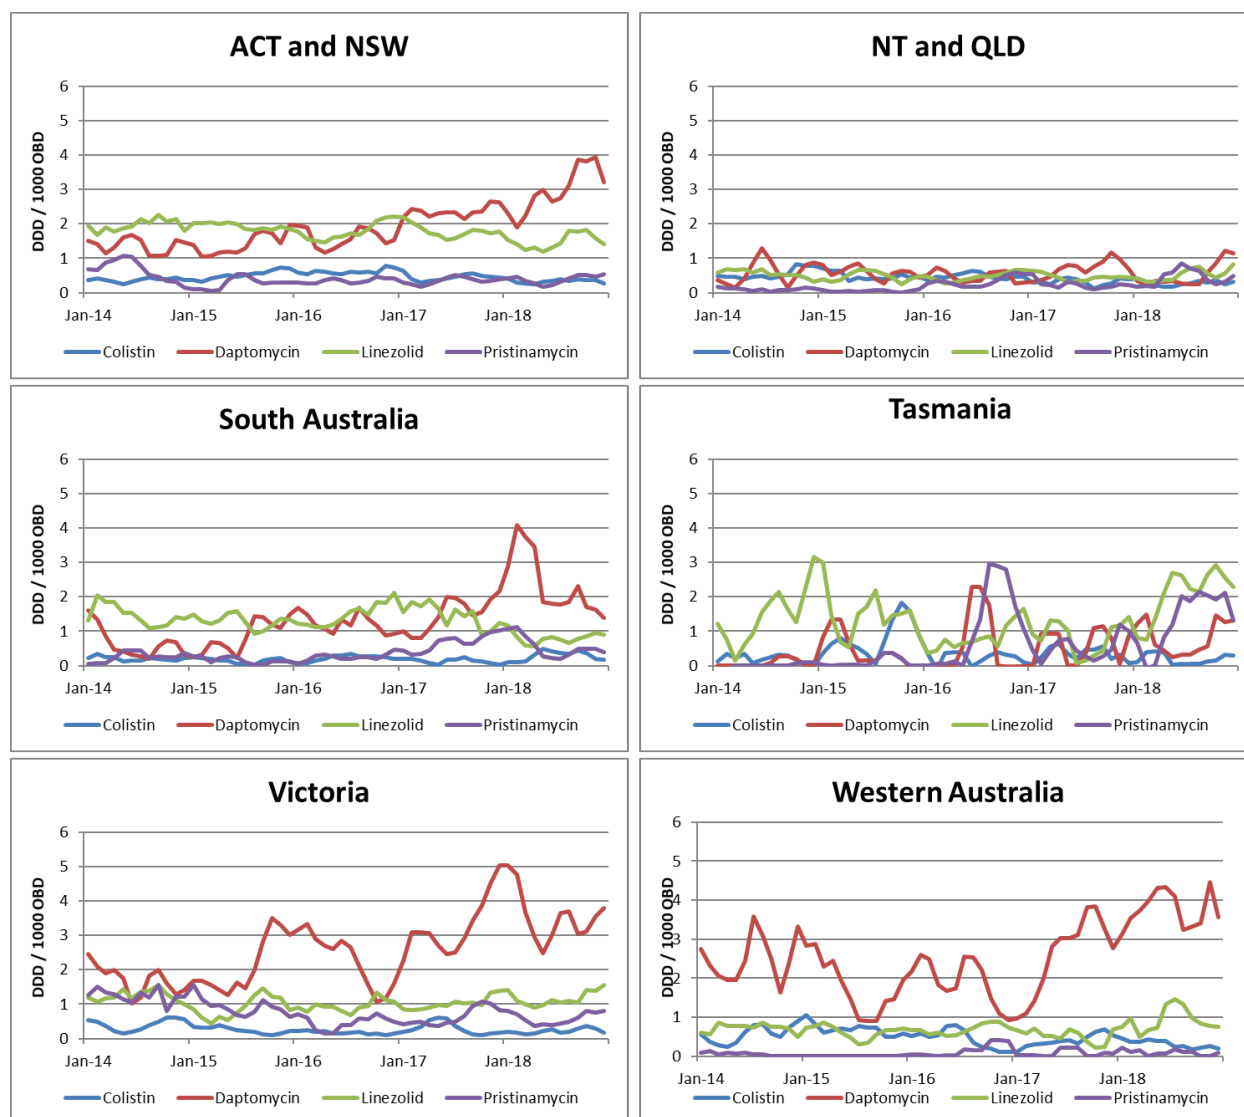 ACT and NSW
6
5
4
3
2
1
0
DDD / 1000 OBD
Jan-14 Jan-15 Jan-16 Jan-17 Jan-18
Colistin Daptomycin Linezolid Pristinamycin
NT and QLD
6
5
4
3
2
1
0
DDD / 1000 OBD
Jan-14 Jan-15 Jan-16 Jan-17 Jan-18
Colistin Daptomycin Linezolid Pristinamycin
South Australia
6
5
4
3
2
1
0
DDD / 1000 OBD
Jan-14 Jan-15 Jan-16 Jan-17 Jan-18
Colistin Daptomycin Linezolid Pristinamycin
Tasmania
6
5
4
3
2
1
0
DDD / 1000 OBD
Jan-14 Jan-15 Jan-16 Jan-17 Jan-18
Colistin Daptomycin Linezolid Pristinamycin
Victoria
6
5
4
3
2
1
0
DDD / 1000 OBD
Jan-14 Jan-15 Jan-16 Jan-17 Jan-18
Colistin Daptomycin Linezolid Pristinamycin
Western Australia
6
5
4
3
2
1
0
DDD / 1000 OBD
Jan-14 Jan-15 Jan-16 Jan-17 Jan-18
Colistin Daptomycin Linezolid Pristinamycin